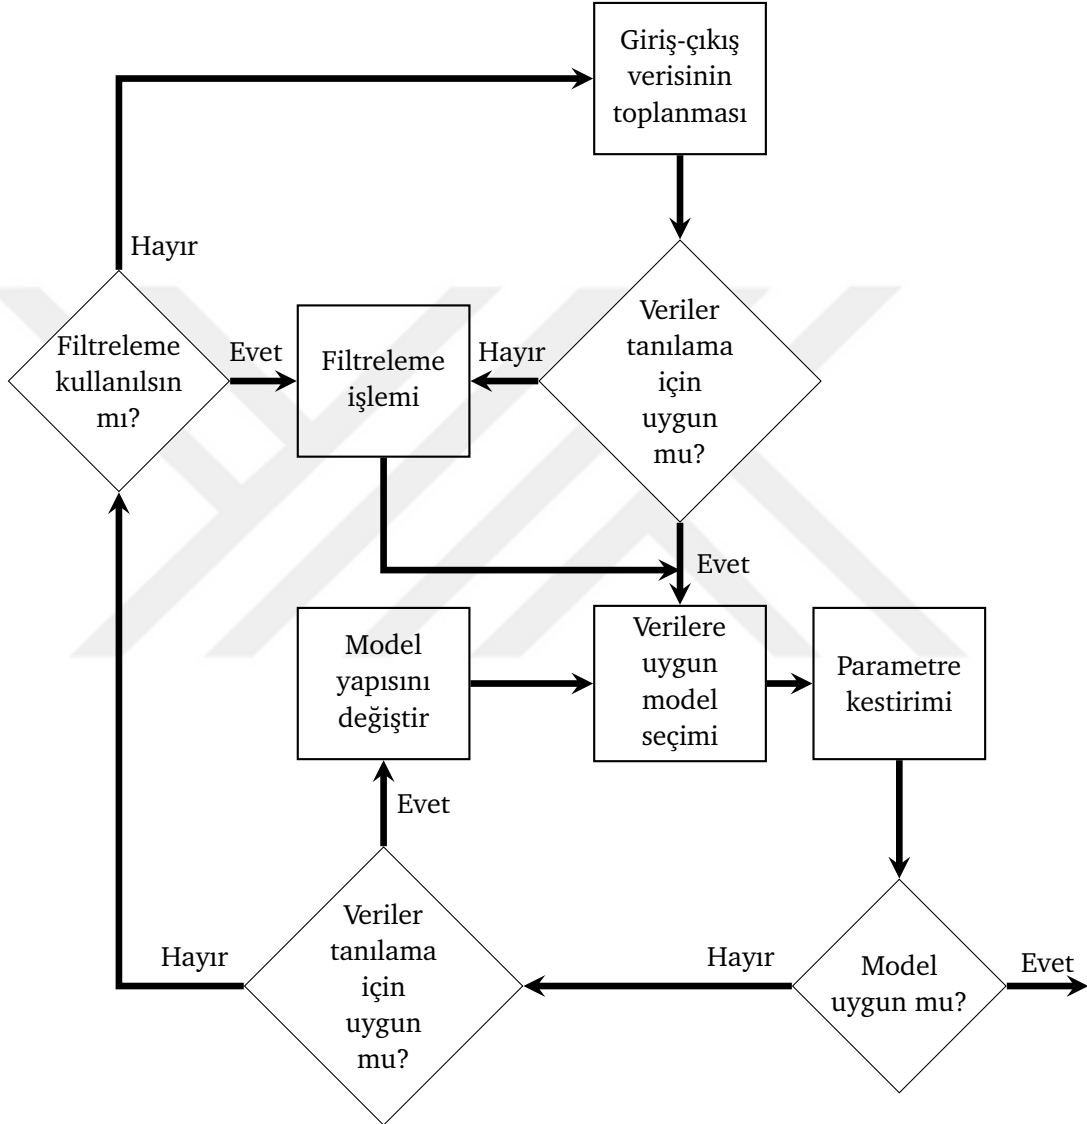 Giriş-çıkış
verisinin
toplanması
Hayır
Filtreleme
kullanılsın
mı?
Evet
Filtreleme
işlemi
Hayır
Veriler
tanılama
için
uygun
mu?
Evet
Model
yapısını
değiştir
Verilere
uygun
model
seçimi
Parametre
kestirimi
Evet
Hayır
Veriler
tanılama
için
uygun
mu?
Hayır
Model
uygun mu?
Evet